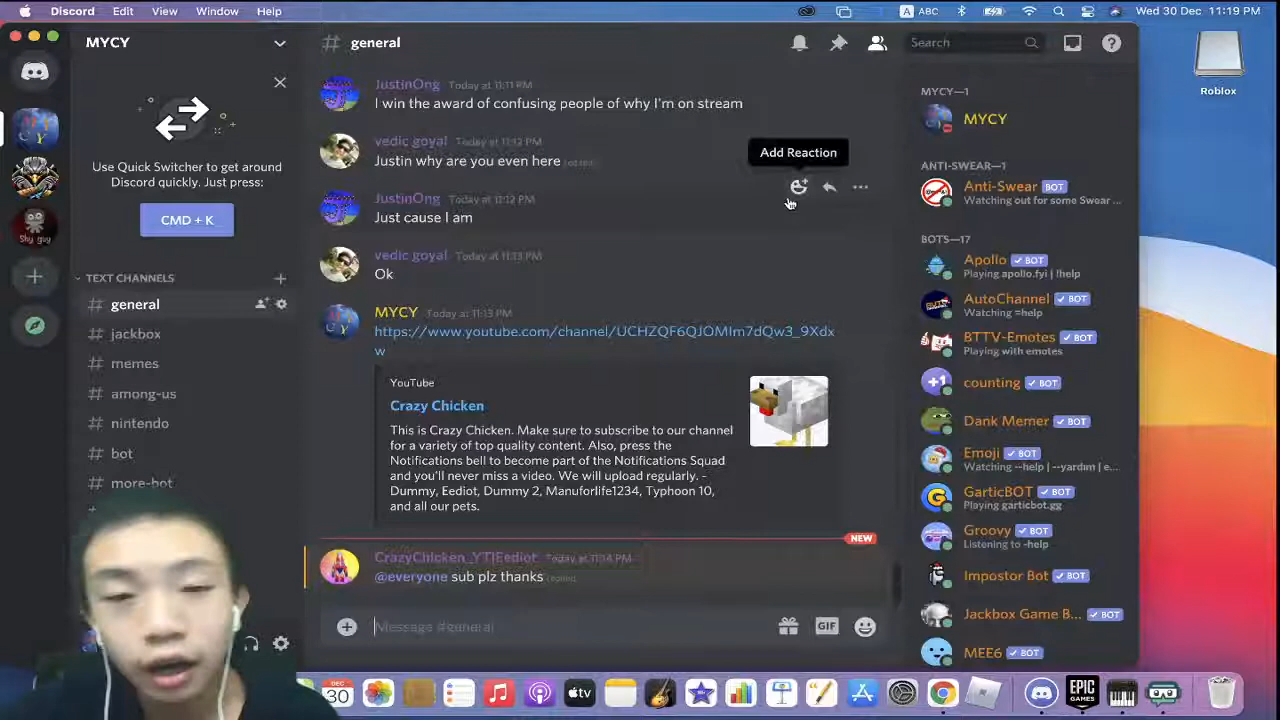 Discord Edit View Window Help
A ABC Wed 30 Dec 11:19 PM
MYCY
Use Quick Switcher to get around
Discord quickly. Just press:
CMD + K
TEXT CHANNELS
# general
# jackbox
# memes
# among-us
# nintendo
# bot
# more-bot
Shy guy
# general
Search
JustinOng Today at 11:11 PM
I win the award of confusing people of why I'm on stream
vedic goyal Today at 11:12 PM
Justin why are you even here (edited)
Add Reaction
JustinOng Today at 11:12 PM
Just cause I am
vedic goyal Today at 11:13 PM
Ok
MYCY Today at 11:13 PM
https://www.youtube.com/channel/UCHZQF6QJOMIm7dQw3_9Xdx
w
YouTube
Crazy Chicken
This is Crazy Chicken. Make sure to subscribe to our channel
for a variety of top quality content. Also, press the
Notifications bell to become part of the Notifications Squad
and you'll never miss a video. We will upload regularly. -
Dummy, Eediot, Dummy 2, Manuforlife1234, Typhoon 10,
and all our pets.
NEW
CrazyChicken_YT|Eediot Today at 11:14 PM
@everyone sub plz thanks (edited)
Message #general
GIF
MYCY—1
MYCY
ANTI-SWEAR—1
Anti-Swear BOT
Watching out for some Swear ...
BOTS—17
Apollo BOT
Playing apollo.fyi | !help
AutoChannel BOT
Watching =help
BTTV-Emotes BOT
Playing with emotes
+1
counting BOT
Dank Memer BOT
Emoji BOT
Watching --help | --yardım | e...
GarticBOT BOT
Playing garticbot.gg
Groovy BOT
Listening to -help
Impostor Bot BOT
Jackbox Game B... BOT
MEE6 BOT
Roblox
30
tv
EPIC
GAMES